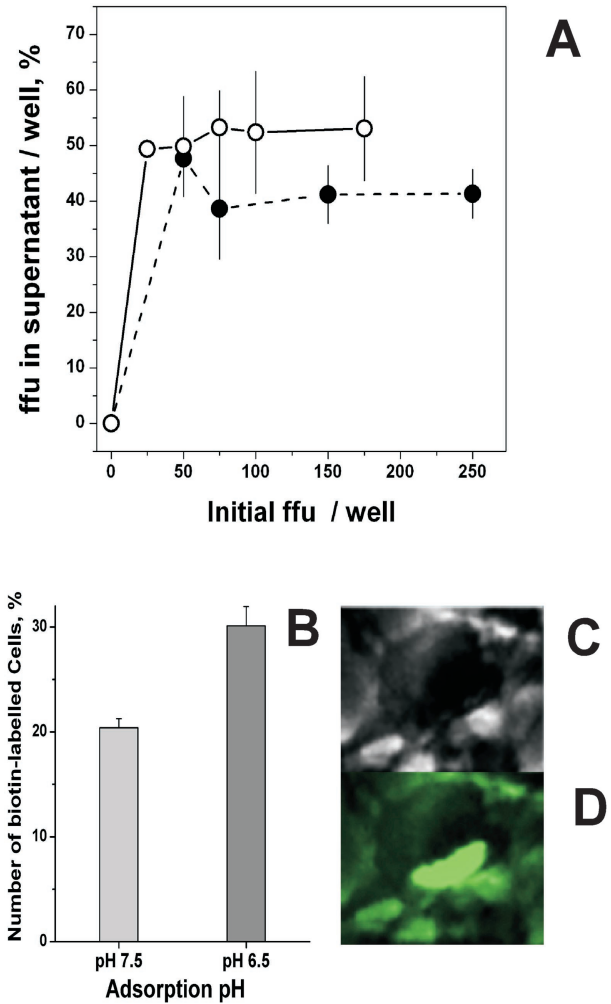 A
70
60
50
40
30
20
10
0
ffu in supernatant / well, %
0 50 100 150 200 250
Initial ffu / well
B
Number of biotin-labelled Cells, %
30
20
10
0
pH 7.5 pH 6.5
Adsorption pH
C
D